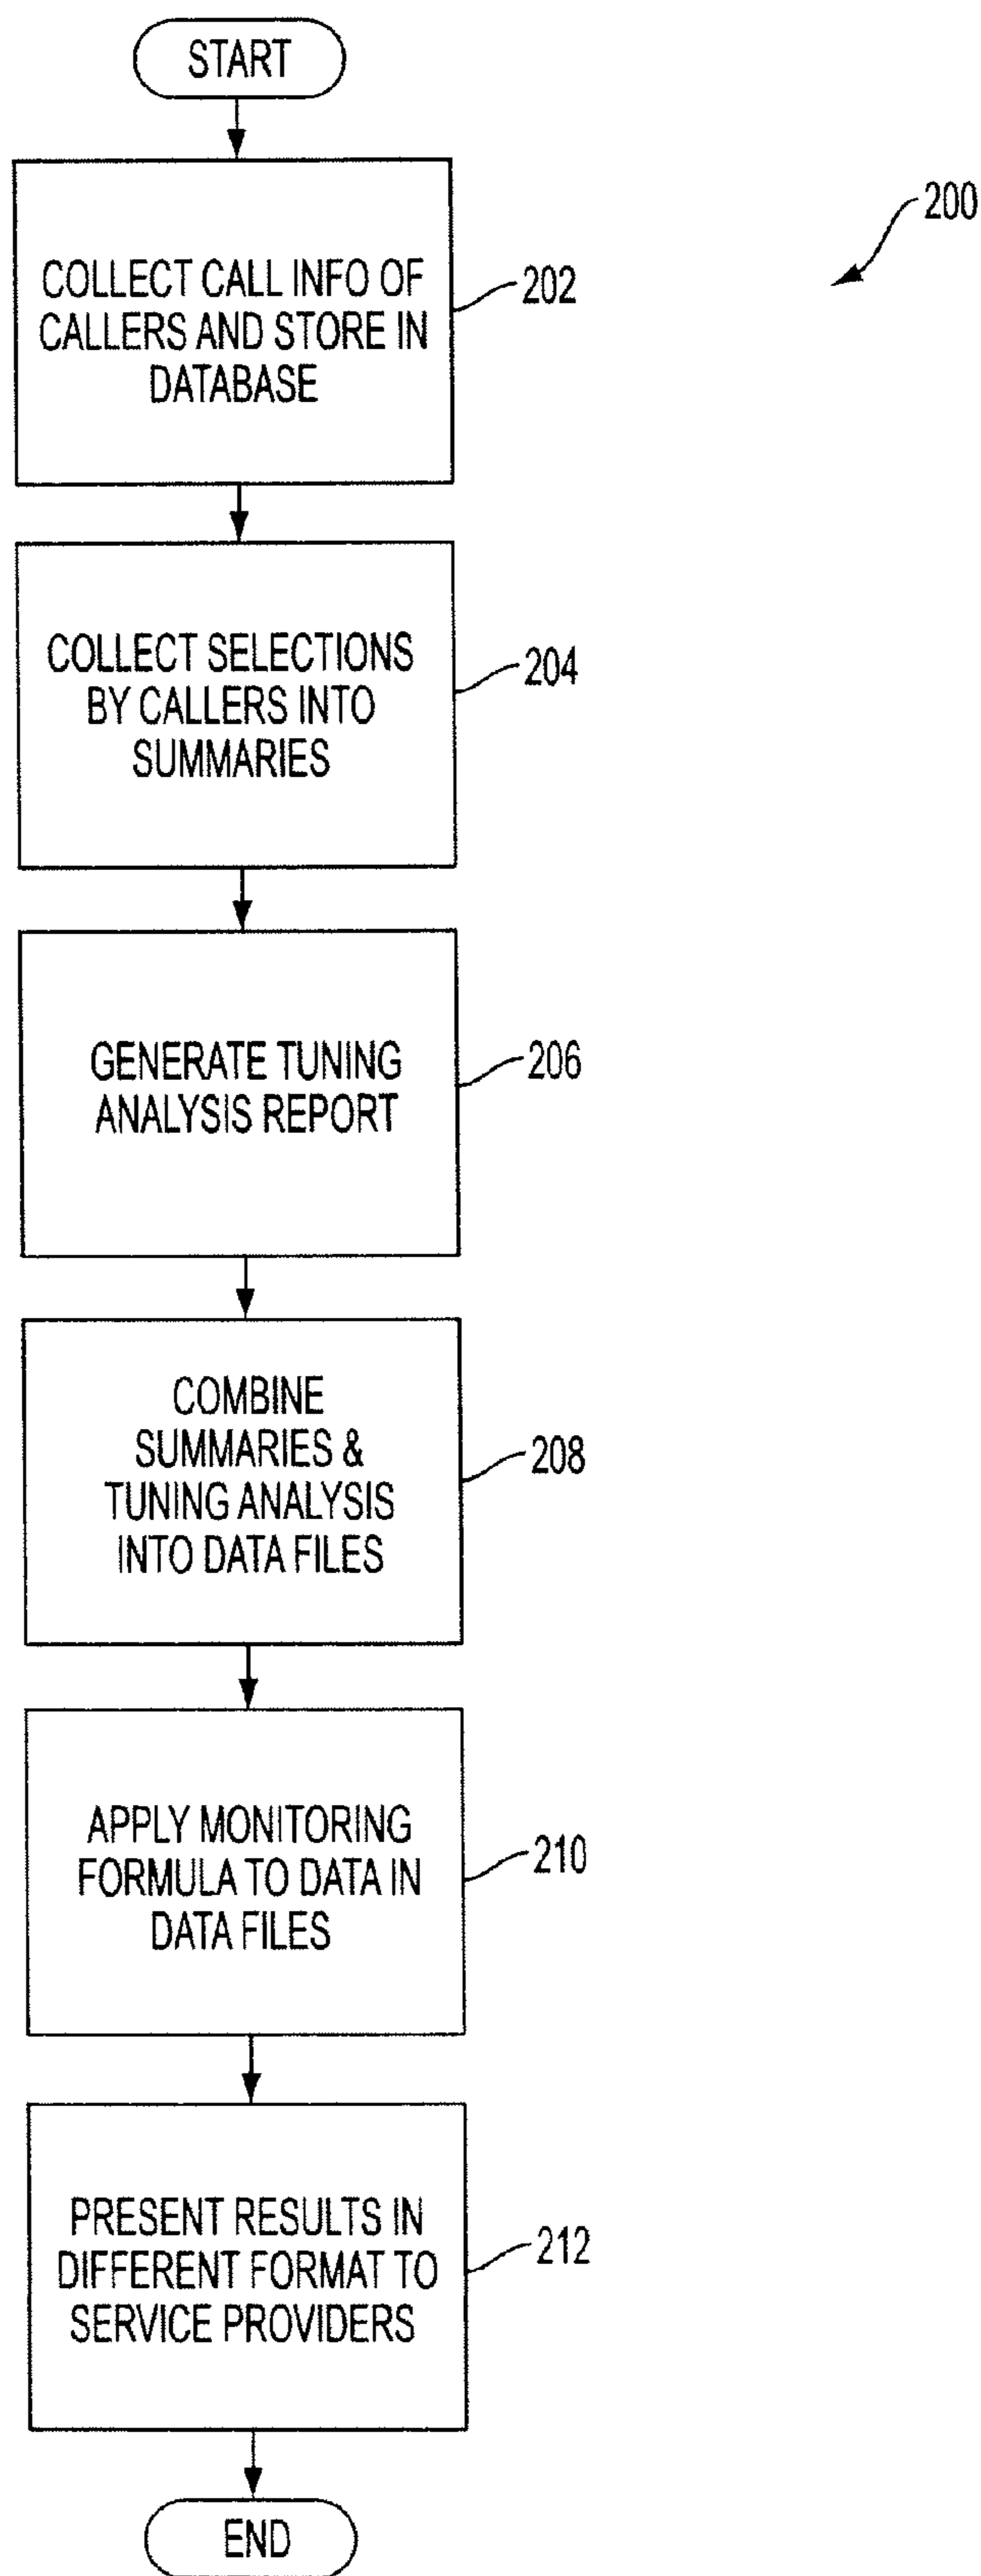 START
200
COLLECT CALL INFO OF
CALLERS AND STORE IN
DATABASE
202
COLLECT SELECTIONS
BY CALLERS INTO
SUMMARIES
204
GENERATE TUNING
ANALYSIS REPORT
206
COMBINE
SUMMARIES &
TUNING ANALYSIS
INTO DATA FILES
208
APPLY MONITORING
FORMULA TO DATA IN
DATA FILES
210
PRESENT RESULTS IN
DIFFERENT FORMAT TO
SERVICE PROVIDERS
212
END